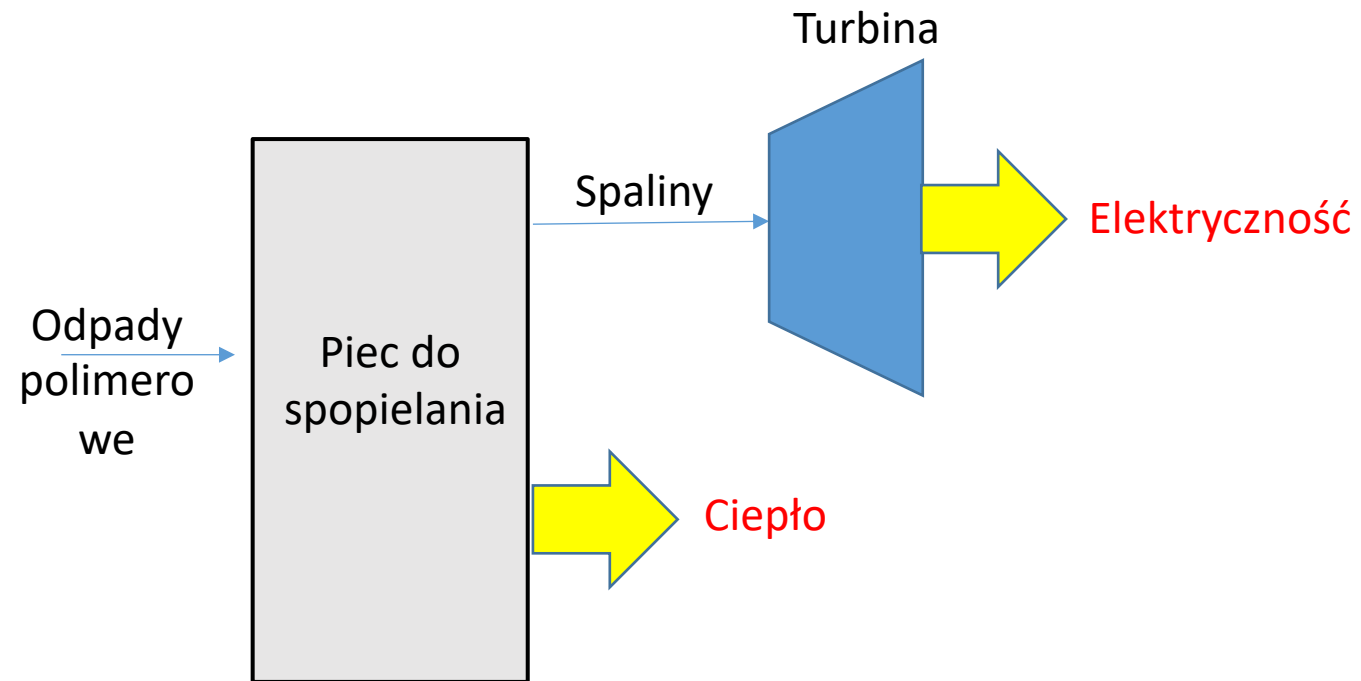 Turbina
Spaliny
Elektryczność
Odpady
polimero
we
Piec do
spopielania
Ciepło